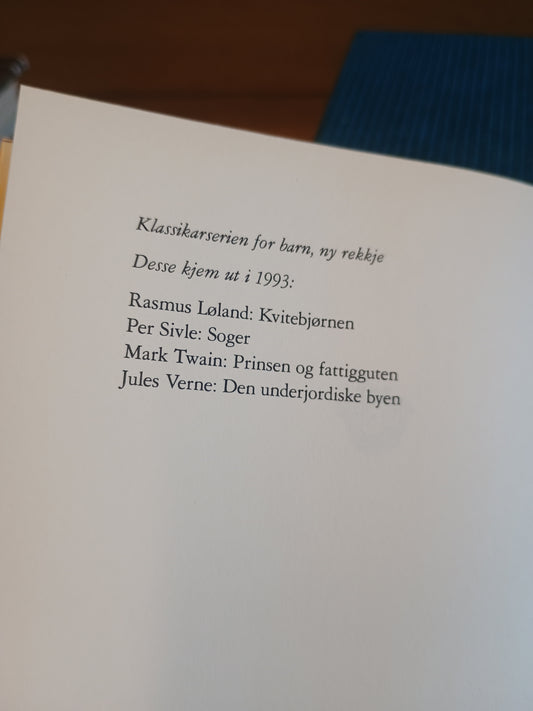 Klassikarserien for barn, ny rekkje
Desse kjem ut i 1993:
Rasmus Løland: Kvitebjørnen
Per Sivle: Soger
Mark Twain: Prinsen og fattigguten
Jules Verne: Den underjordiske byen